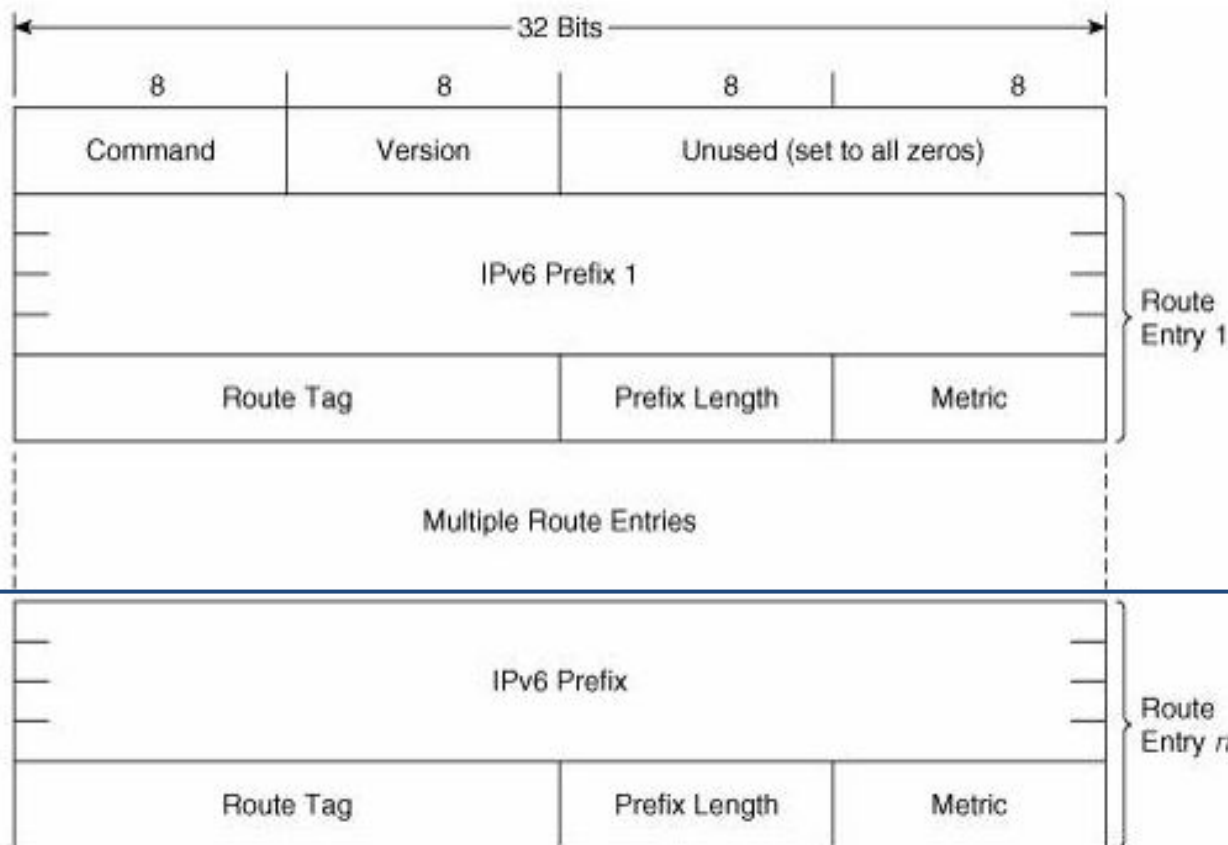 32 Bits
8 8 8 8
Command Version Unused (set to all zeros)
IPv6 Prefix 1
Route
Entry 1
Route Tag Prefix Length Metric
Multiple Route Entries
IPv6 Prefix
Route
Entry n
Route Tag Prefix Length Metric